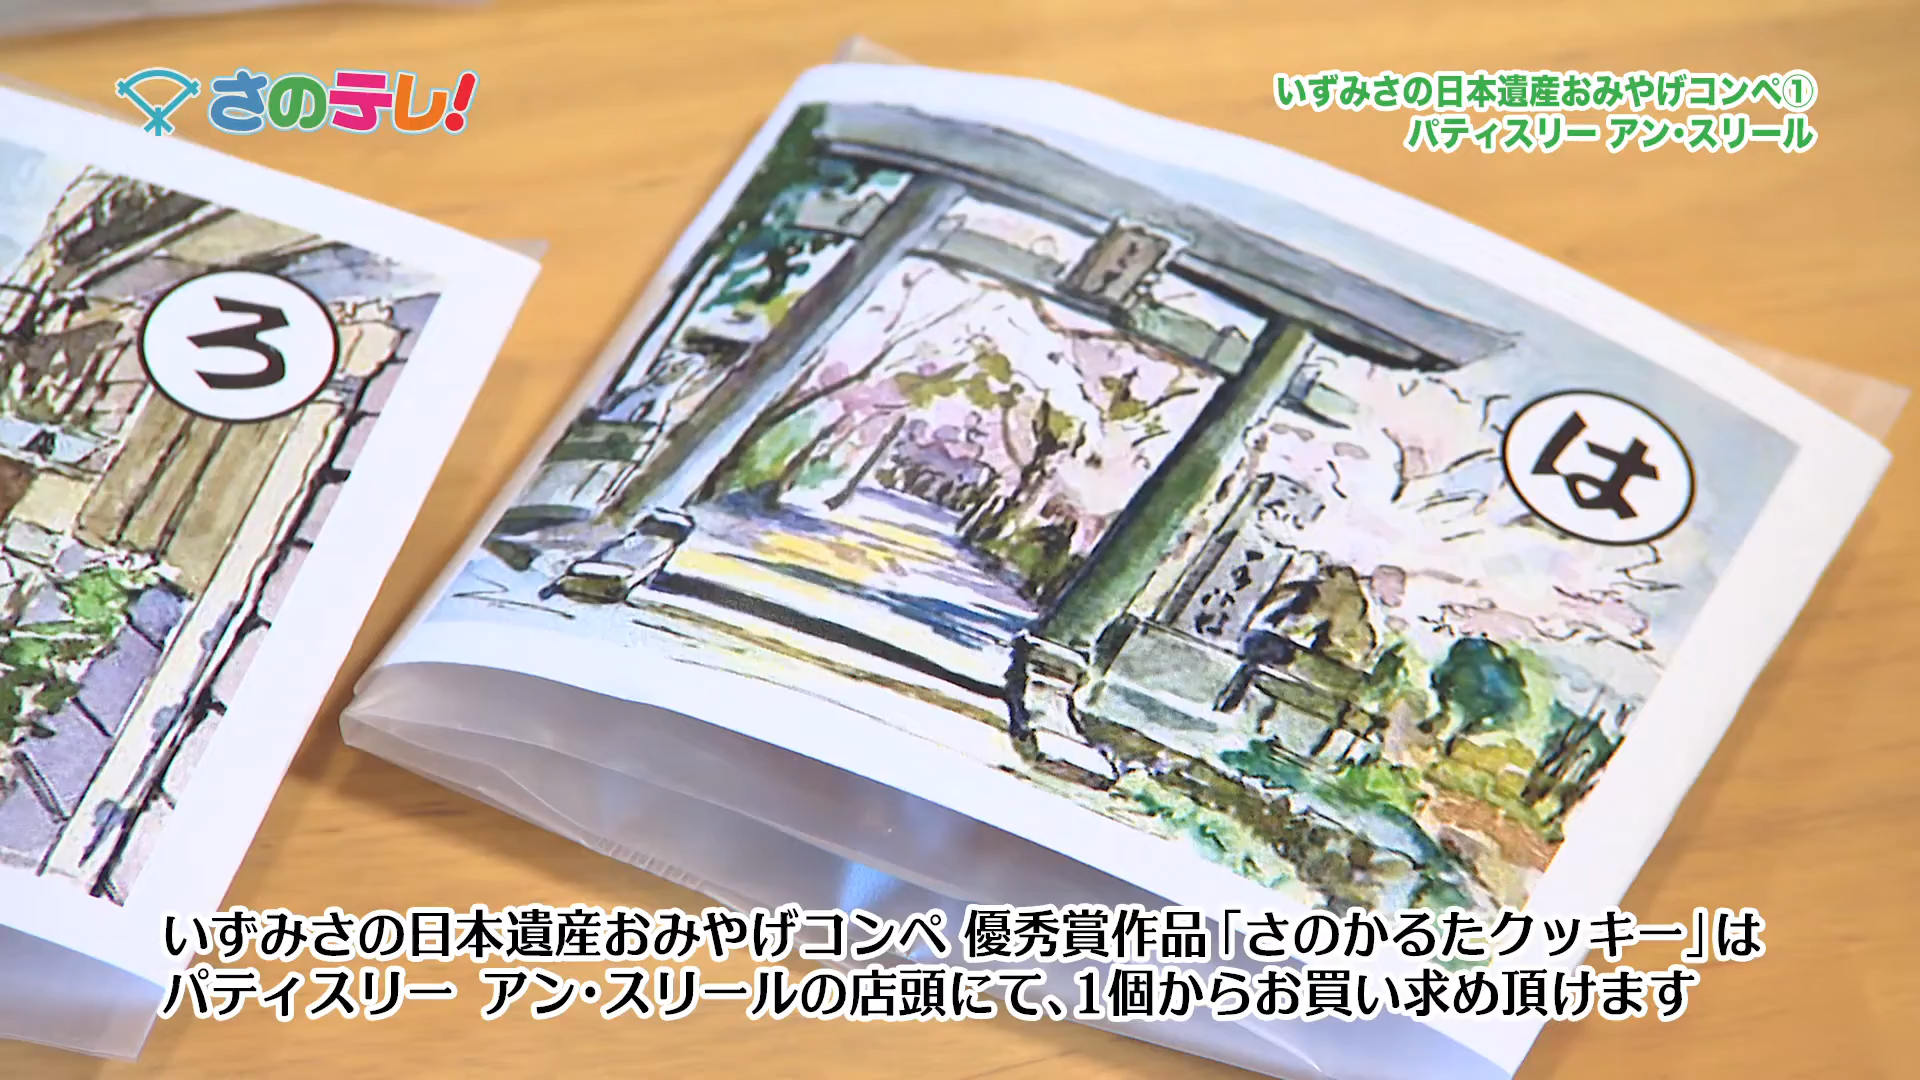 さのテレ!
いずみさの日本遺産おみやげコンペ①
パティスリー アン・スリール
ろ
は
いずみさの日本遺産おみやげコンペ 優秀賞作品「さのかるたクッキー」は
パティスリー アン・スリールの店頭にて、1個からお買い求め頂けます